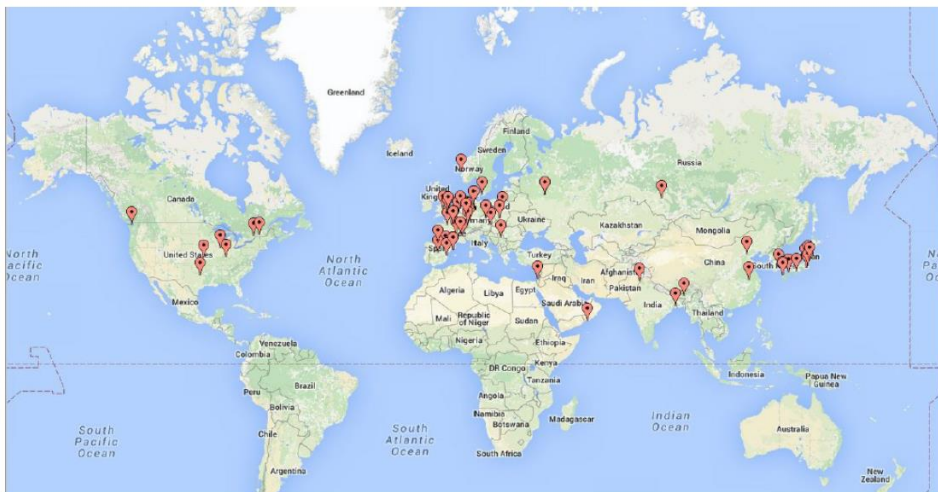 Greenland
Iceland
Finland
Sweden
Norway
Russia
Canada
United
Kingdom
Ukraine
Kazakhstan
Mongolia
North
Pacific
Ocean
United States
North
Atlantic
Ocean
Spain
Italy
Turkey
China
South
Mexico
Algeria
Libya
Egypt
Iraq
Iran
Afghanistan
Pakistan
Saudi Arabia
India
Thailand
Mali
Republic
of Niger
Sudan
Nigeria
Ethiopia
Venezuela
Colombia
DR Congo
Kenya
Tanzania
Indonesia
Papua New
Guinea
Peru
Brazil
Bolivia
Angola
Namibia
Botswana
Madagascar
Chile
South
Pacific
Ocean
South
Atlantic
Ocean
Indian
Ocean
Australia
South Africa
Argentina
New
Zealand